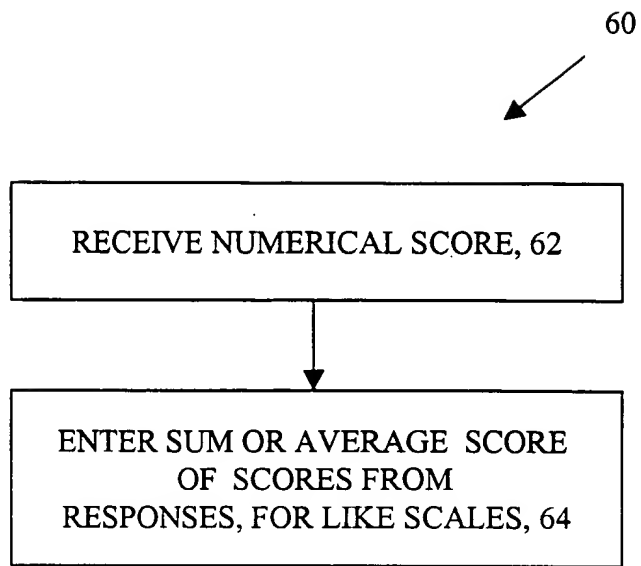 60
RECEIVE NUMERICAL SCORE, 62
ENTER SUM OR AVERAGE SCORE
OF SCORES FROM
RESPONSES, FOR LIKE SCALES, 64